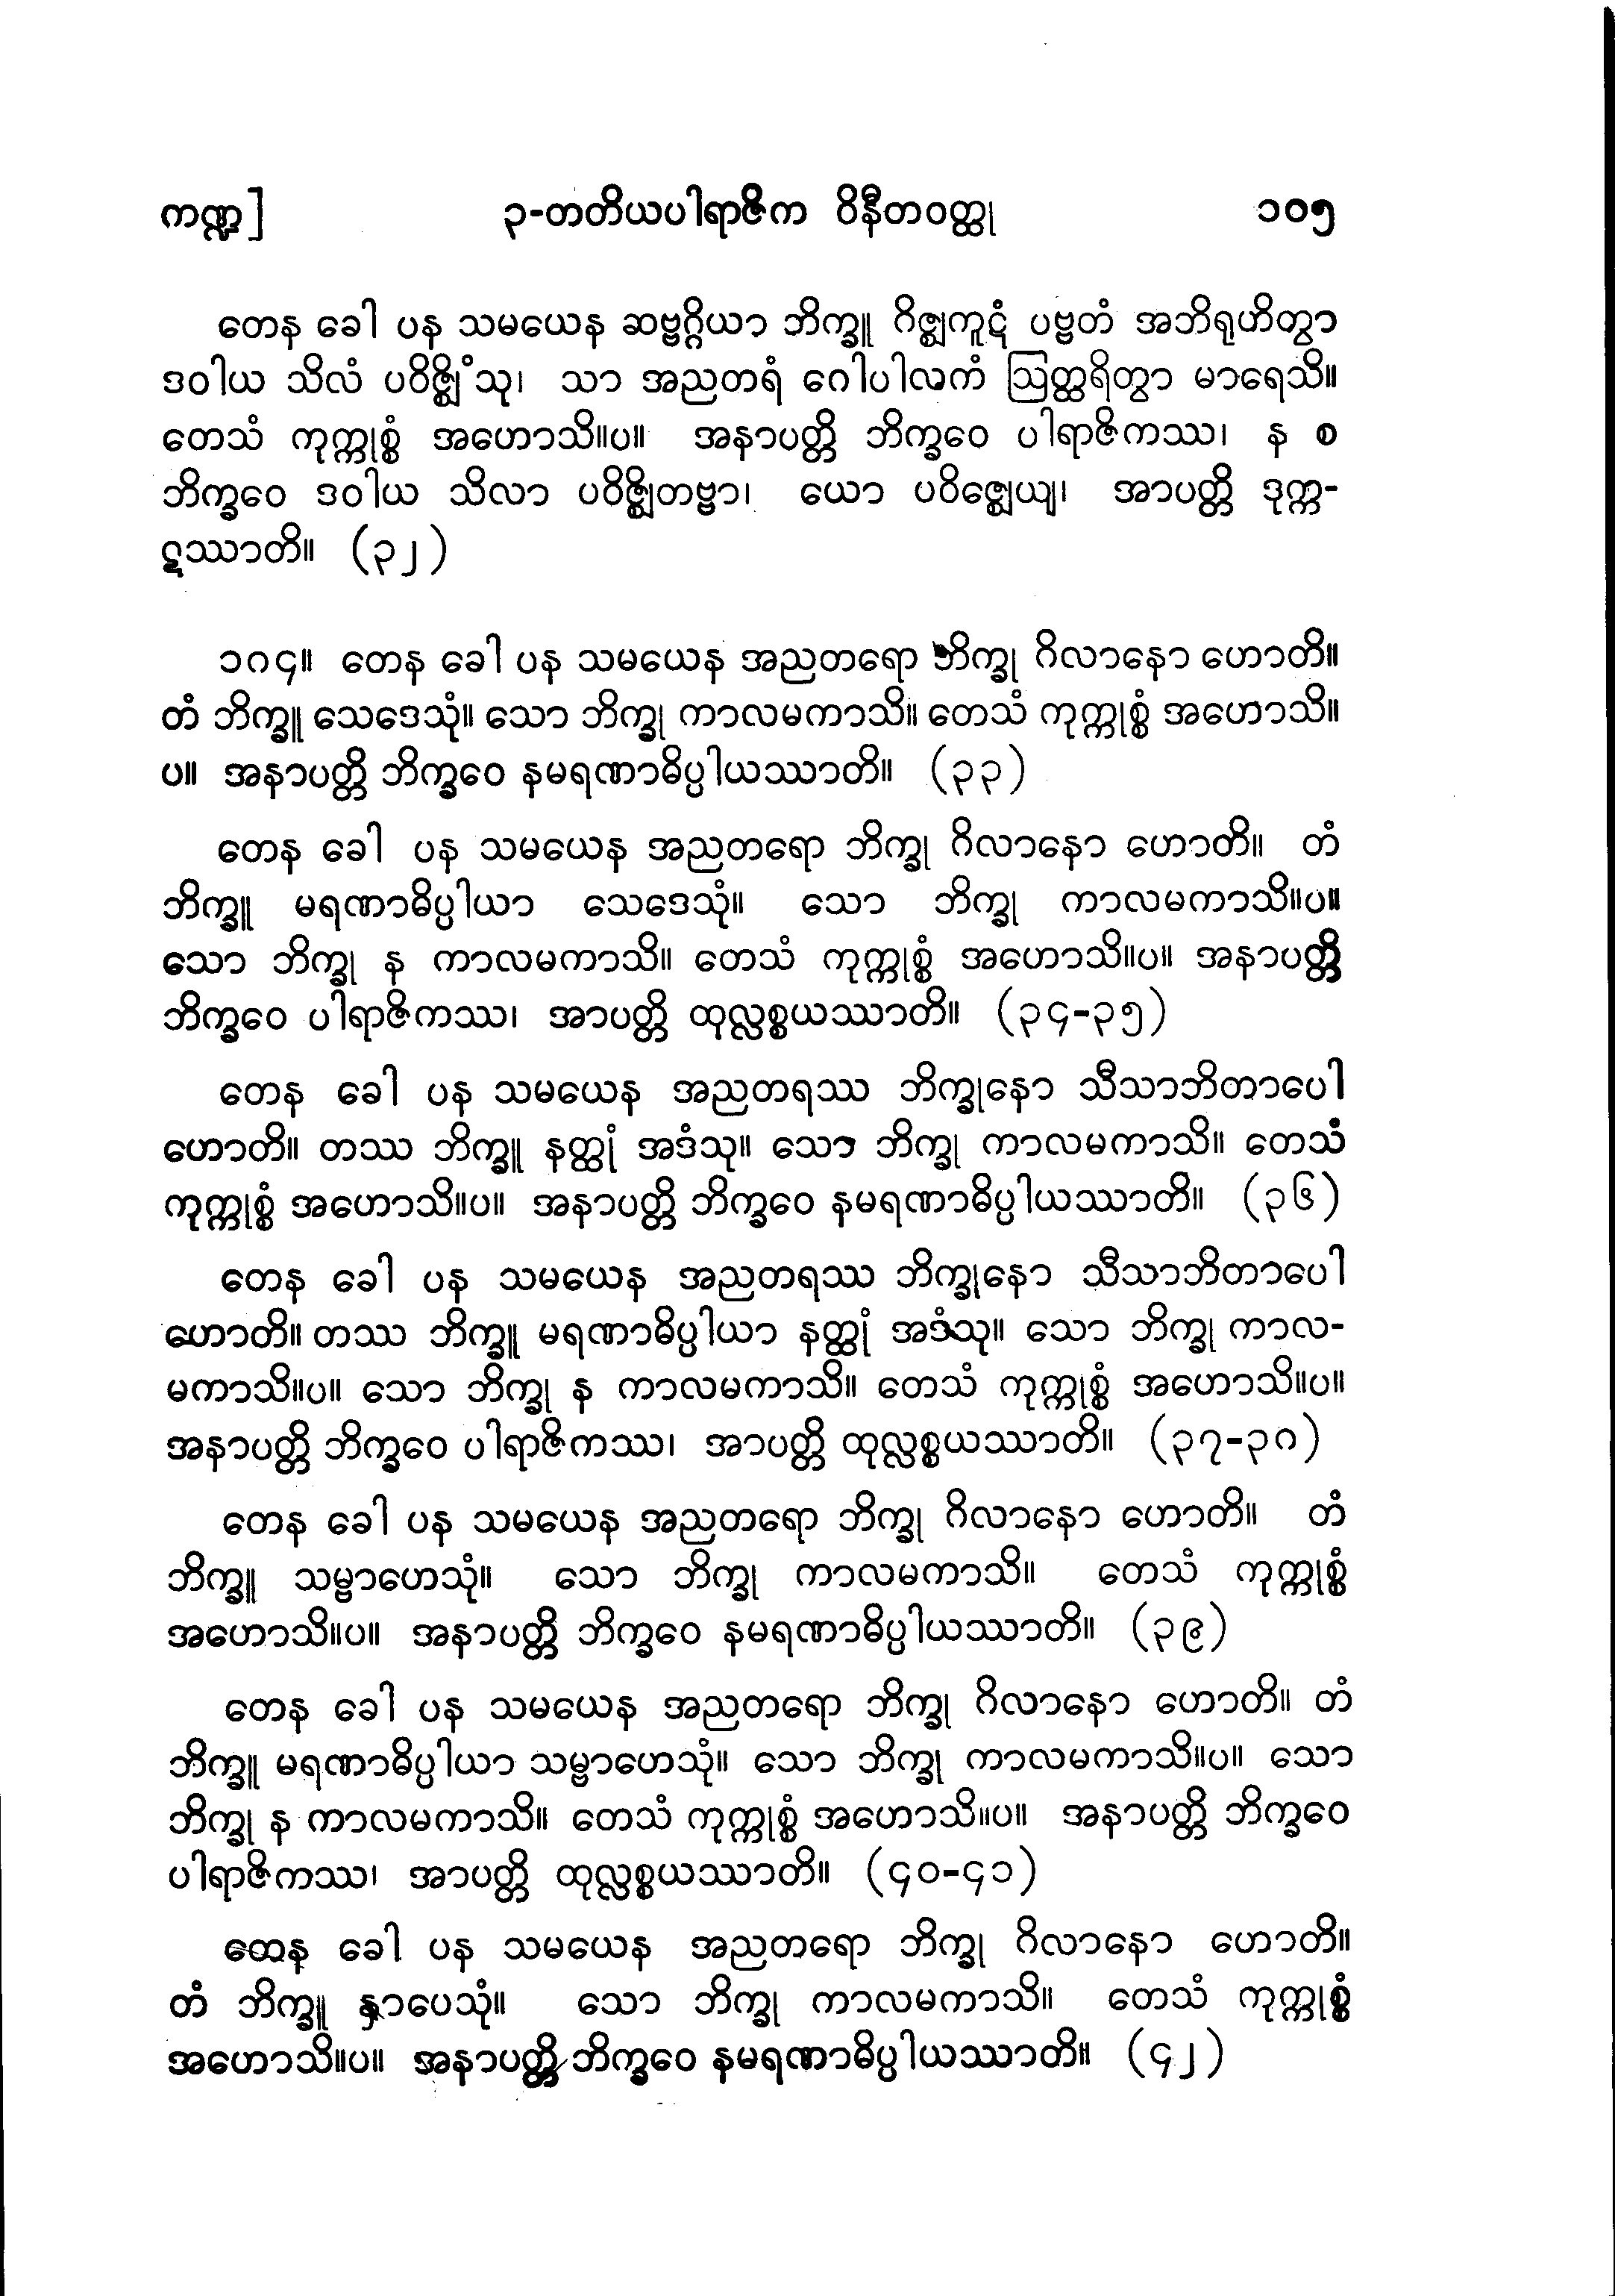 ကဏ္ဍ] ၃-တတိယပါရာဇိက ဝိနီတဝတ္ထု ၁၀၅
တေန ခေါ ပန သမယေန ဆဗ္ဗဂ္ဂိယာ ဘိက္ခူ ဂိဇ္ဈကူဋံ ပဗ္ဗတံ အဘိရုဟိတွာ
ဒဝါယ သိလံ ပဝိဇ္ဈိံသု၊ သာ အညတရံ ဂေါပါလကံ ဩတ္ထရိတွာ မာရေသိ။
တေသံ ကုက္ကုစ္စံ အဟောသိ။ပ။ အနာပတ္တိ ဘိက္ခဝေ ပါရာဇိကဿ၊ န စ
ဘိက္ခဝေ ဒဝါယ သိလာ ပဝိဇ္ဈိတဗ္ဗာ၊ ယော ပဝိဇ္ဈေယျ၊ အာပတ္တိ ဒုက္က-
ဋဿာတိ။ (၃၂)
၁၈၄။ တေန ခေါ ပန သမယေန အညတရော ဘိက္ခု ဂိလာနော ဟောတိ။
တံ ဘိက္ခူ သေဒေသုံ။ သော ဘိက္ခု ကာလမကာသိ။ တေသံ ကုက္ကုစ္စံ အဟောသိ။
ပ။ အနာပတ္တိ ဘိက္ခဝေ နမရဏာဓိပ္ပါယဿာတိ။ (၃၃)
တေန ခေါ ပန သမယေန အညတရော ဘိက္ခု ဂိလာနော ဟောတိ။ တံ
ဘိက္ခူ မရဏာဓိပ္ပါယာ သေဒေသုံ။ သော ဘိက္ခု ကာလမကာသိ။ပ။
သော ဘိက္ခု န ကာလမကာသိ။ တေသံ ကုက္ကုစ္စံ အဟောသိ။ပ။ အနာပတ္တိ
ဘိက္ခဝေ ပါရာဇိကဿ၊ အာပတ္တိ ထုလ္လစ္စယဿာတိ။ (၃၄-၃၅)
တေန ခေါ ပန သမယေန အညတရဿ ဘိက္ခုနော သီသာဘိတာပေါ
ဟောတိ။ တဿ ဘိက္ခူ နတ္ထုံ အဒံသု။ သော ဘိက္ခု ကာလမကာသိ။ တေသံ
ကုက္ကုစ္စံ အဟောသိ။ပ။ အနာပတ္တိ ဘိက္ခဝေ နမရဏာဓိပ္ပါယဿာတိ။ (၃၆)
တေန ခေါ ပန သမယေန အညတရဿ ဘိက္ခုနော သီသာဘိတာပေါ
ဟောတိ။ တဿ ဘိက္ခူ မရဏာဓိပ္ပါယာ နတ္ထုံ အဒံသု။ သော ဘိက္ခု ကာလ-
မကာသိ။ပ။ သော ဘိက္ခု န ကာလမကာသိ။ တေသံ ကုက္ကုစ္စံ အဟောသိ။ပ။
အနာပတ္တိ ဘိက္ခဝေ ပါရာဇိကဿ၊ အာပတ္တိ ထုလ္လစ္စယဿာတိ။ (၃၇-၃၈)
တေန ခေါ ပန သမယေန အညတရော ဘိက္ခု ဂိလာနော ဟောတိ။ တံ
ဘိက္ခူ သမ္ဗာဟေသုံ။ သော ဘိက္ခု ကာလမကာသိ။ တေသံ ကုက္ကုစ္စံ
အဟောသိ။ပ။ အနာပတ္တိ ဘိက္ခဝေ နမရဏာဓိပ္ပါယဿာတိ။ (၃၉)
တေန ခေါ ပန သမယေန အညတရော ဘိက္ခု ဂိလာနော ဟောတိ။ တံ
ဘိက္ခူ မရဏာဓိပ္ပါယာ သမ္ဗာဟေသုံ။ သော ဘိက္ခု ကာလမကာသိ။ပ။ သော
ဘိက္ခု န ကာလမကာသိ။ တေသံ ကုက္ကုစ္စံ အဟောသိ။ပ။ အနာပတ္တိ ဘိက္ခဝေ
ပါရာဇိကဿ၊ အာပတ္တိ ထုလ္လစ္စယဿာတိ။ (၄၀-၄၁)
တေန ခေါ ပန သမယေန အညတရော ဘိက္ခု ဂိလာနော ဟောတိ။
တံ ဘိက္ခူ နှာပေသုံ။ သော ဘိက္ခု ကာလမကာသိ။ တေသံ ကုက္ကုစ္စံ
အဟောသိ။ပ။ အနာပတ္တိ ဘိက္ခဝေ နမရဏာဓိပ္ပါယဿာတိ။ (၄၂)